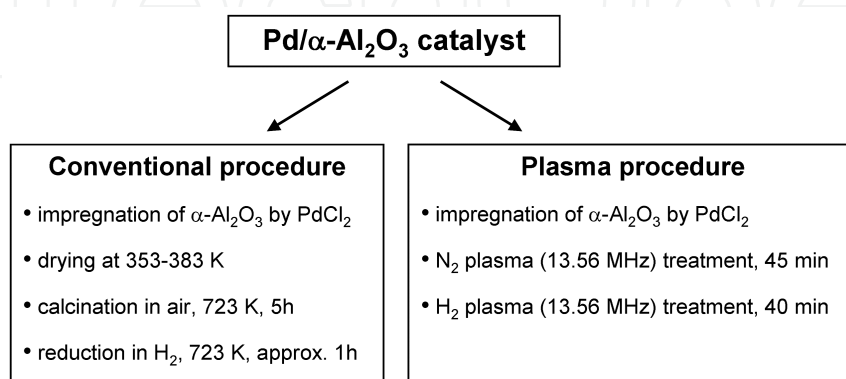 Pd/α-Al₂O₃ catalyst
Conventional procedure
• impregnation of α-Al₂O₃ by PdCl₂
• drying at 353-383 K
• calcination in air, 723 K, 5h
• reduction in H₂, 723 K, approx. 1h
Plasma procedure
• impregnation of α-Al₂O₃ by PdCl₂
• N₂ plasma (13.56 MHz) treatment, 45 min
• H₂ plasma (13.56 MHz) treatment, 40 min